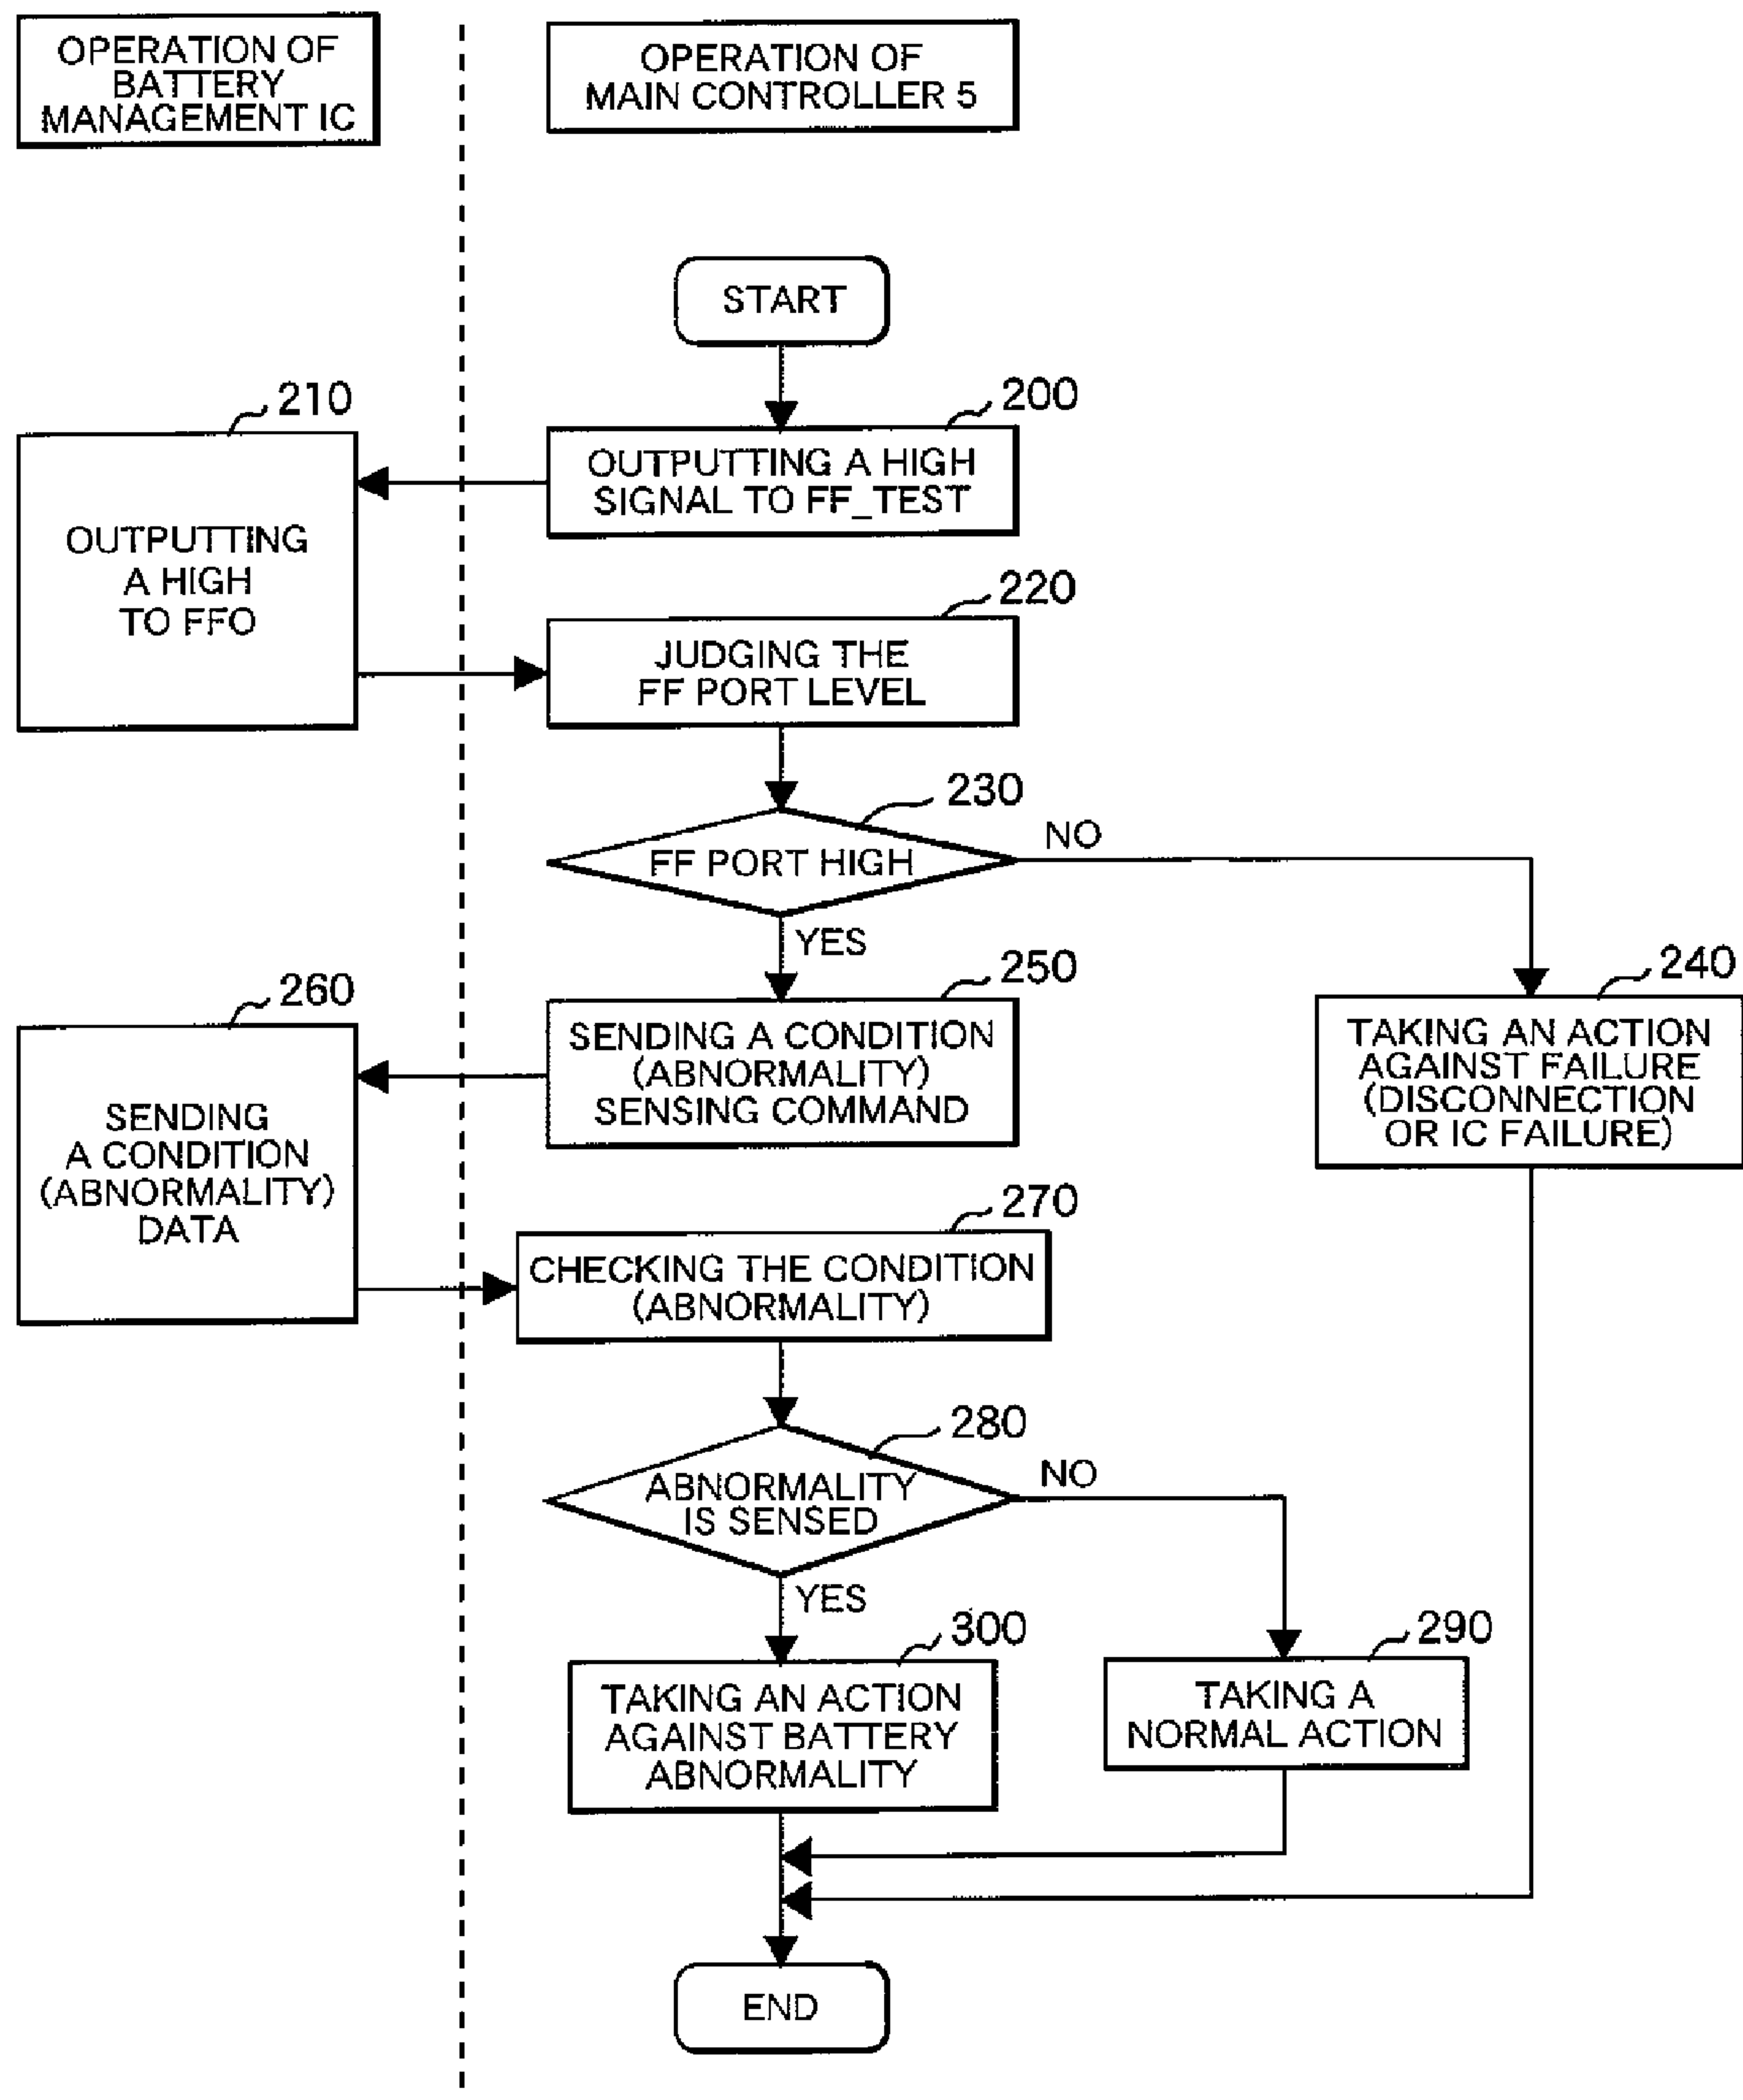 OPERATION OF
BATTERY
MANAGEMENT IC
OPERATION OF
MAIN CONTROLLER 5
START
210
200
OUTPUTTING A HIGH
SIGNAL TO FF_TEST
OUTPUTTING
A HIGH
TO FFO
220
JUDGING THE
FF PORT LEVEL
230
FF PORT HIGH
NO
YES
250
240
260
SENDING A CONDITION
(ABNORMALITY)
SENSING COMMAND
TAKING AN ACTION
AGAINST FAILURE
(DISCONNECTION
OR IC FAILURE)
SENDING
A CONDITION
(ABNORMALITY)
DATA
270
CHECKING THE CONDITION
(ABNORMALITY)
280
ABNORMALITY
IS SENSED
NO
YES
300
290
TAKING AN ACTION
AGAINST BATTERY
ABNORMALITY
TAKING A
NORMAL ACTION
END